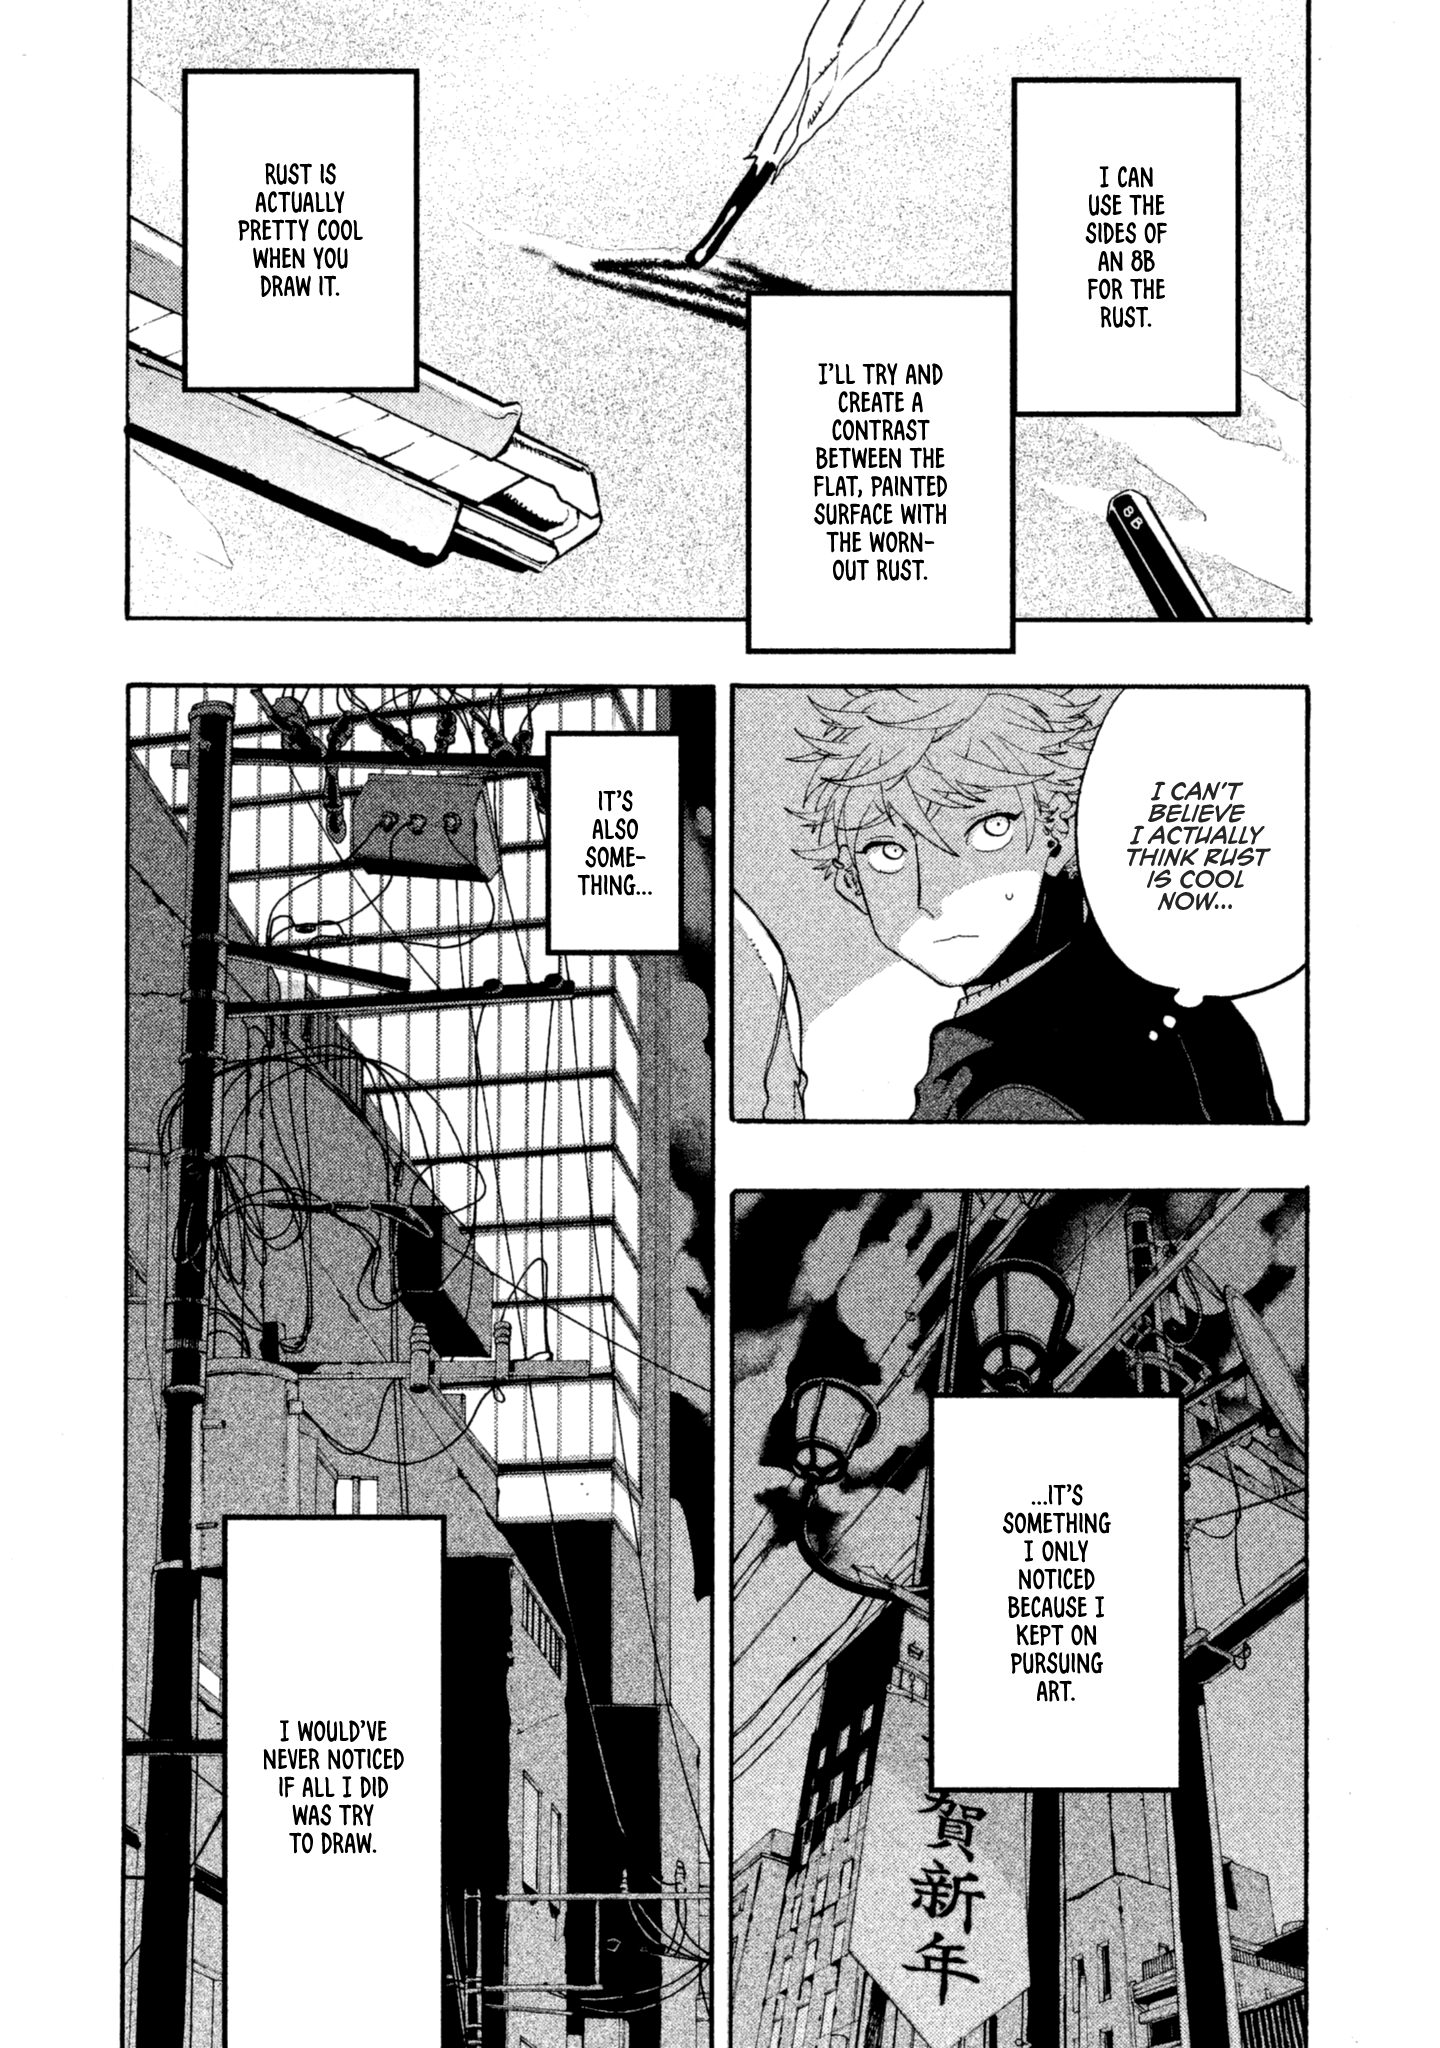 I CAN
USE THE
SIDES OF
AN 8B
FOR THE
RUST.
I'LL TRY AND
CREATE A
CONTRAST
BETWEEN THE
FLAT, PAINTED
SURFACE WITH
THE WORN-
OUT RUST.
RUST IS
ACTUALLY
PRETTY COOL
WHEN YOU
DRAW IT.
8B
I CAN'T
BELIEVE
I ACTUALLY
THINK RUST
IS COOL
NOW...
...IT'S
SOMETHING
I ONLY
NOTICED
BECAUSE I
KEPT ON
PURSUING
ART.
賀新年
IT'S
ALSO
SOME-
THING...
I WOULD'VE
NEVER NOTICED
IF ALL I DID
WAS TRY
TO DRAW.